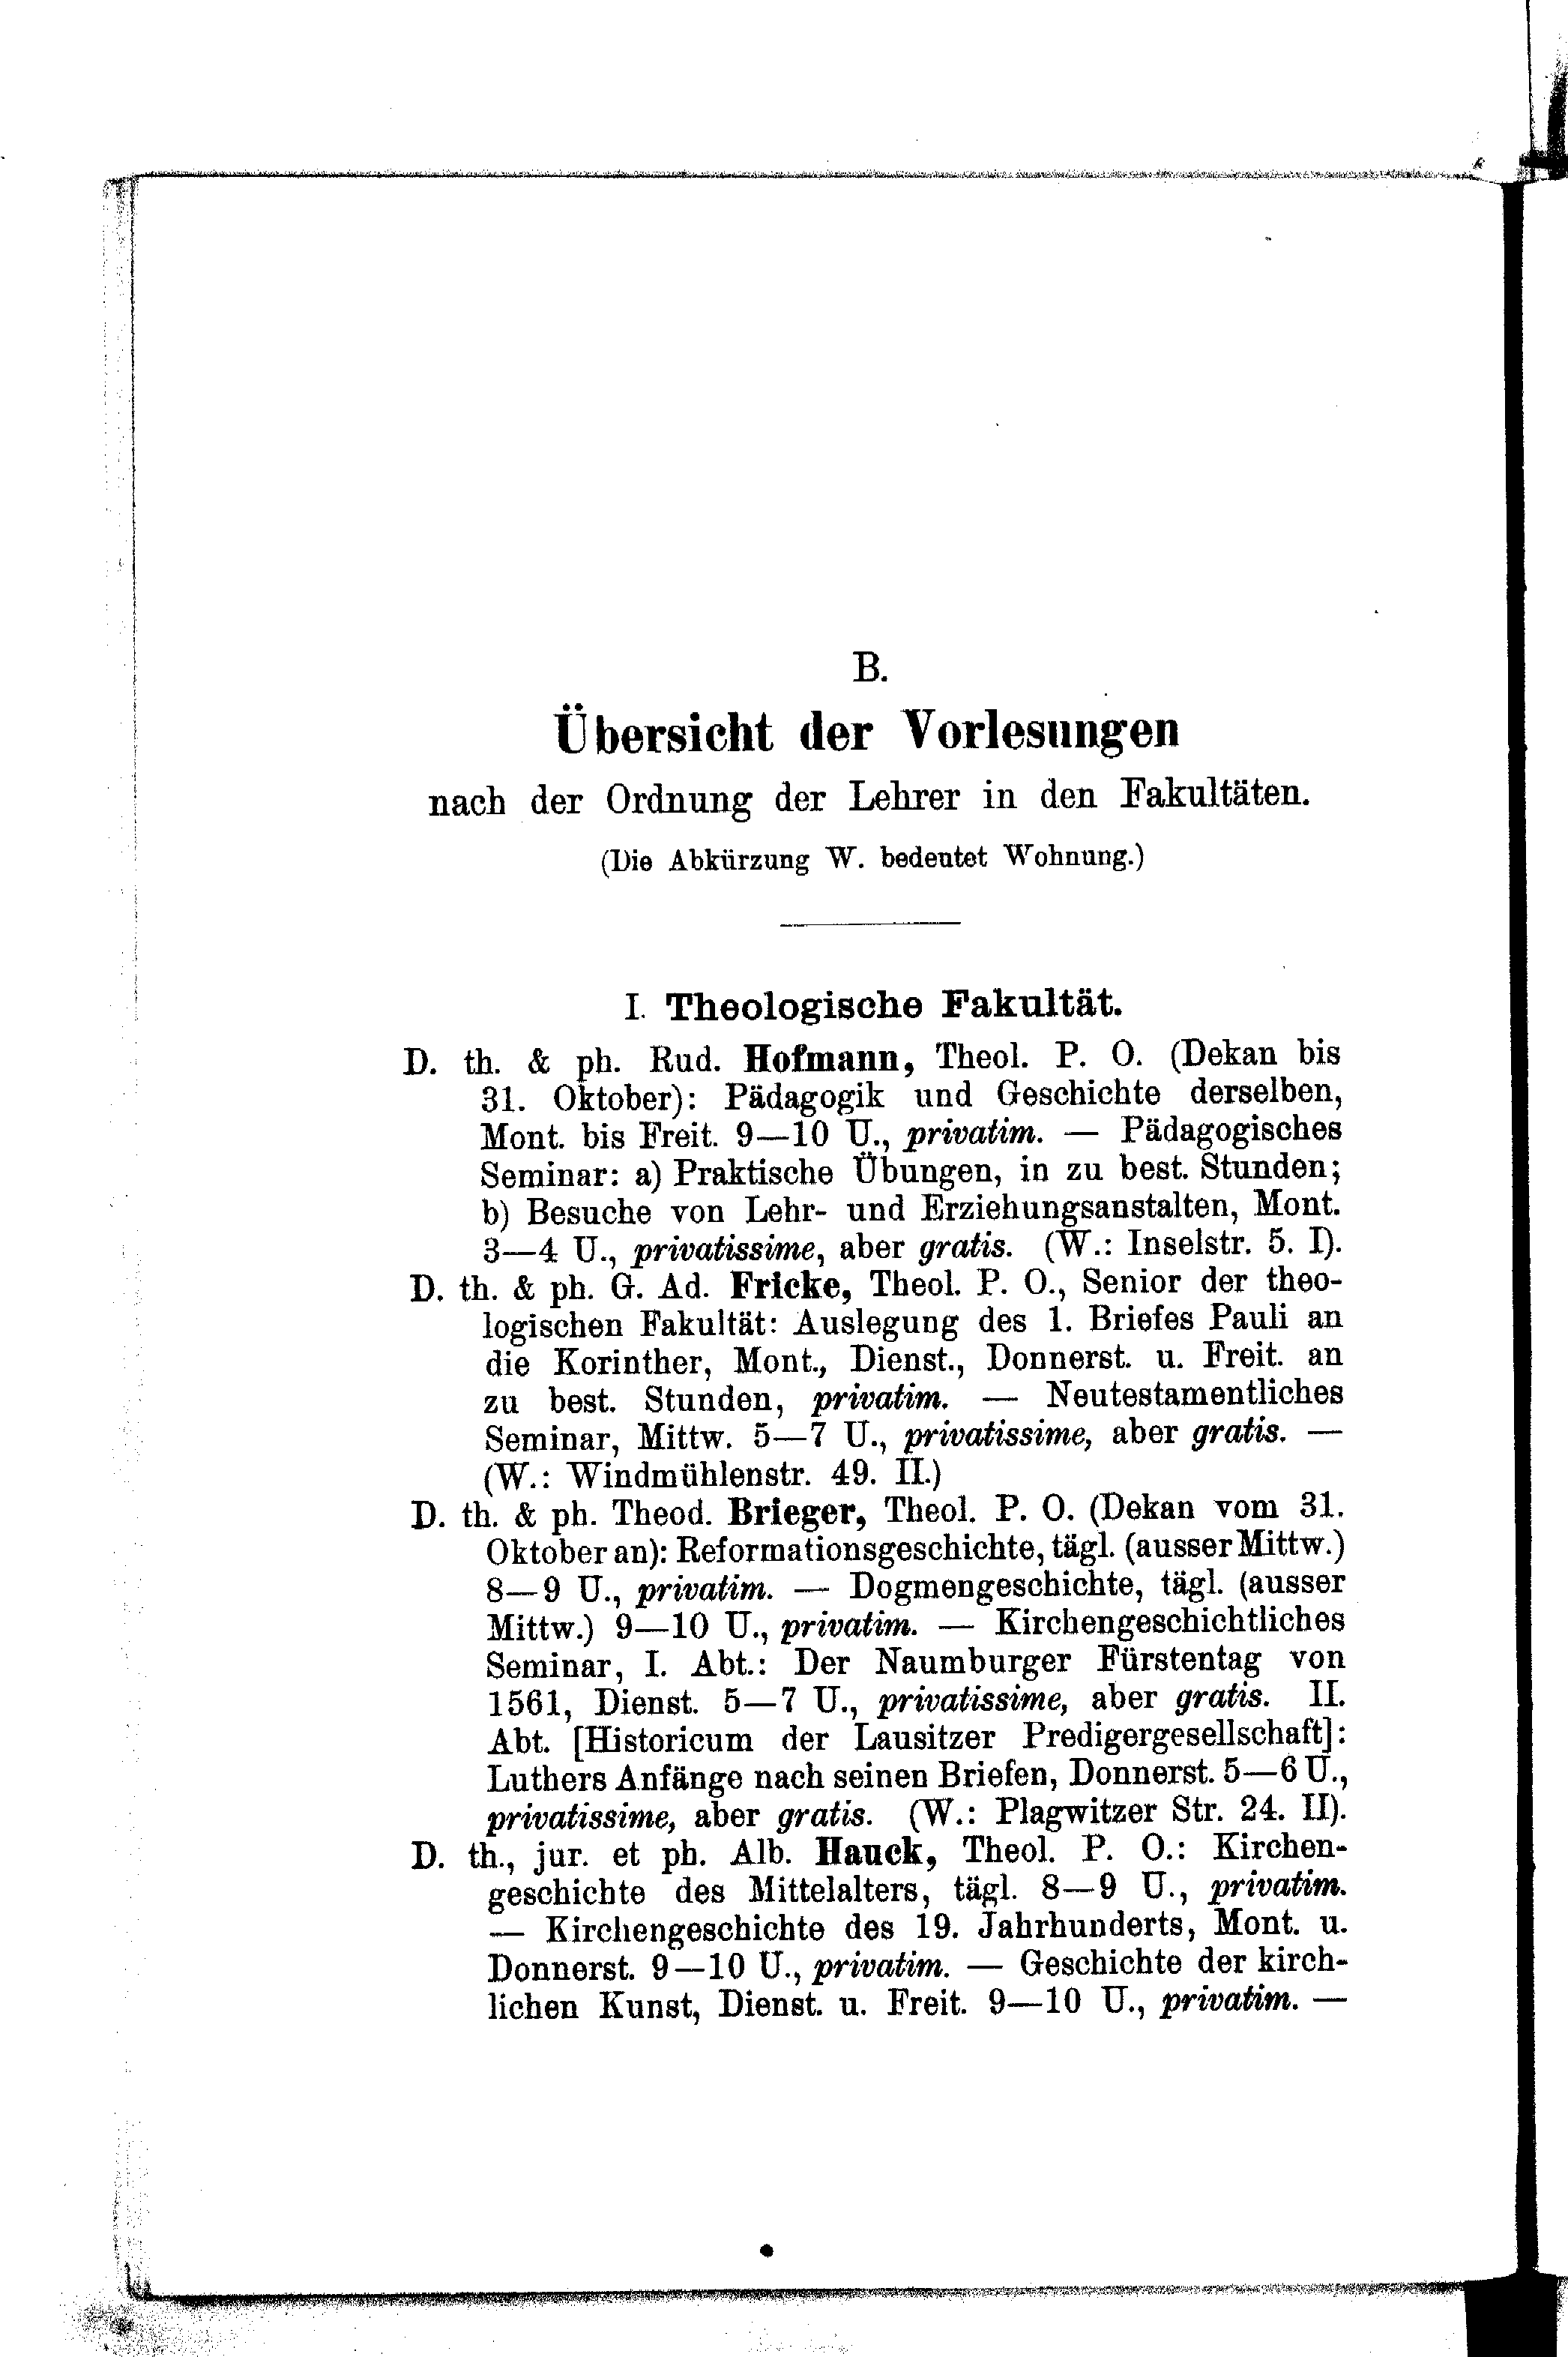 B.
Übersicht der Vorlesungen
nach der Ordnung der Lehrer in den Fakultäten.
(Die Abkürzung W. bedeutet Wohnung.)
I. Theologische Fakultät.
D. th. & ph. Rud. Hofmann, Theol. P. O. (Dekan bis
31. Oktober): Pädagogik und Geschichte derselben,
Mont. bis Freit. 9—10 U., privatim. — Pädagogisches
Seminar: a) Praktische Übungen, in zu best. Stunden;
b) Besuche von Lehr- und Erziehungsanstalten, Mont.
3—4 U., privatissime, aber gratis. (W.: Inselstr. 5. I).
D. th. & ph. G. Ad. Fricke, Theol. P. O., Senior der theo-
logischen Fakultät: Auslegung des 1. Briefes Pauli an
die Korinther, Mont., Dienst., Donnerst. u. Freit. an
zu best. Stunden, privatim. — Neutestamentliches
Seminar, Mittw. 5—7 U., privatissime, aber gratis. —
(W.: Windmühlenstr. 49. II.)
D. th. & ph. Theod. Brieger, Theol. P. O. (Dekan vom 31.
Oktober an): Reformationsgeschichte, tägl. (ausser Mittw.)
8—9 U., privatim. — Dogmengeschichte, tägl. (ausser
Mittw.) 9—10 U., privatim. — Kirchengeschichtliches
Seminar, I. Abt.: Der Naumburger Fürstentag von
1561, Dienst. 5—7 U., privatissime, aber gratis. II.
Abt. [Historicum der Lausitzer Predigergesellschaft]:
Luthers Anfänge nach seinen Briefen, Donnerst. 5—6 U.,
privatissime, aber gratis. (W.: Plagwitzer Str. 24. II).
D. th., jur. et ph. Alb. Hauck, Theol. P. O.: Kirchen-
geschichte des Mittelalters, tägl. 8—9 U., privatim.
— Kirchengeschichte des 19. Jahrhunderts, Mont. u.
Donnerst. 9—10 U., privatim. — Geschichte der kirch-
lichen Kunst, Dienst. u. Freit. 9—10 U., privatim. —